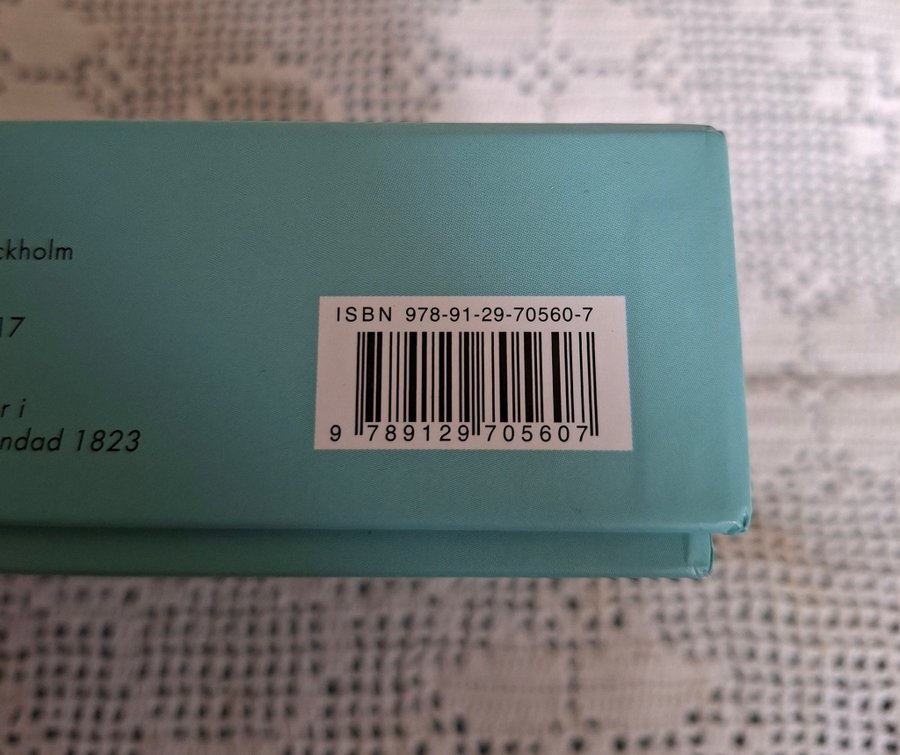 ckholm
17
r i
ndad 1823
ISBN 978-91-29-70560-7
9 789129 705607